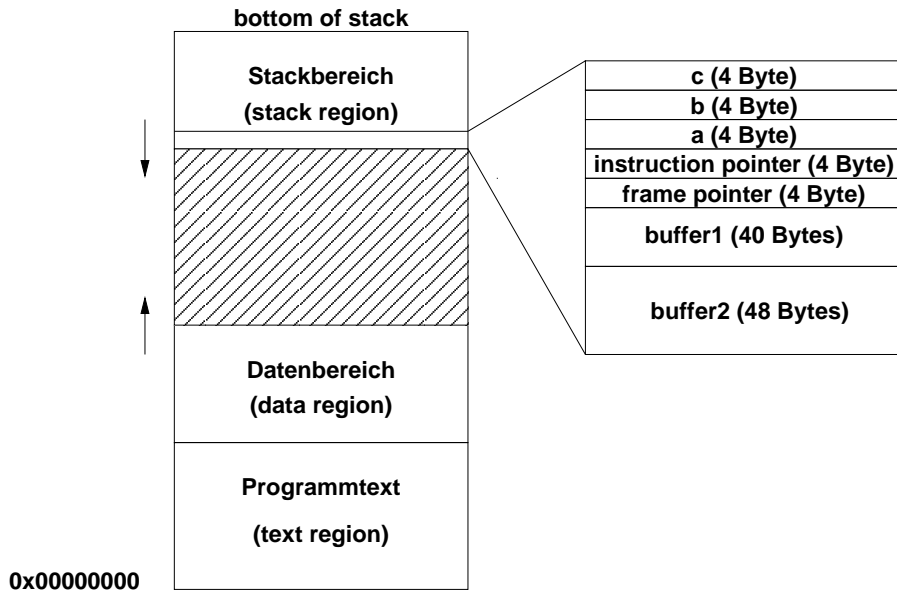 bottom of stack
Stackbereich
(stack region)
Datenbereich
(data region)
Programmtext
(text region)
0x00000000
c (4 Byte)
b (4 Byte)
a (4 Byte)
instruction pointer (4 Byte)
frame pointer (4 Byte)
buffer1 (40 Bytes)
buffer2 (48 Bytes)